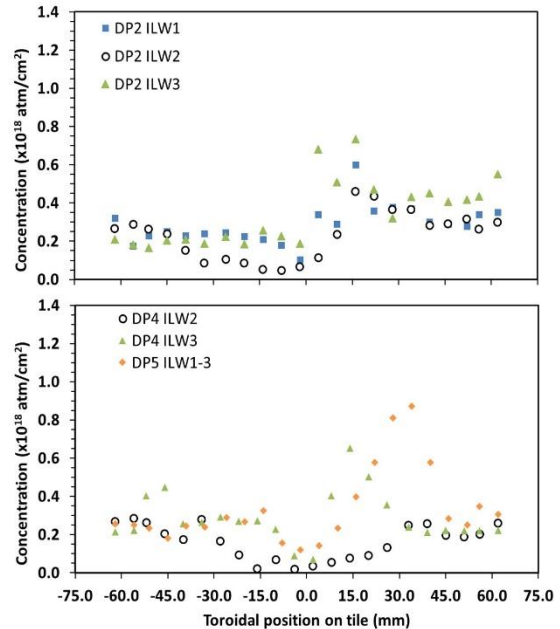 1.4
1.2
1.0
0.8
0.6
0.4
0.2
0.0
Concentration (x10¹⁸ atm/cm²)
DP2 ILW1
DP2 ILW2
DP2 ILW3
1.4
1.2
1.0
0.8
0.6
0.4
0.2
0.0
Concentration (x10¹⁸ atm/cm²)
DP4 ILW2
DP4 ILW3
DP5 ILW1-3
-75.0 -60.0 -45.0 -30.0 -15.0 0.0 15.0 30.0 45.0 60.0 75.0
Toroidal position on tile (mm)